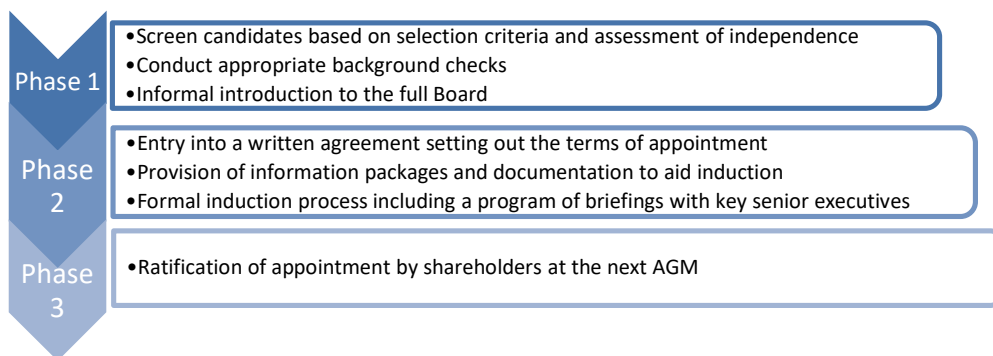 Phase 1
•Screen candidates based on selection criteria and assessment of independence
•Conduct appropriate background checks
•Informal introduction to the full Board
Phase
2
•Entry into a written agreement setting out the terms of appointment
•Provision of information packages and documentation to aid induction
•Formal induction process including a program of briefings with key senior executives
Phase
3
•Ratification of appointment by shareholders at the next AGM